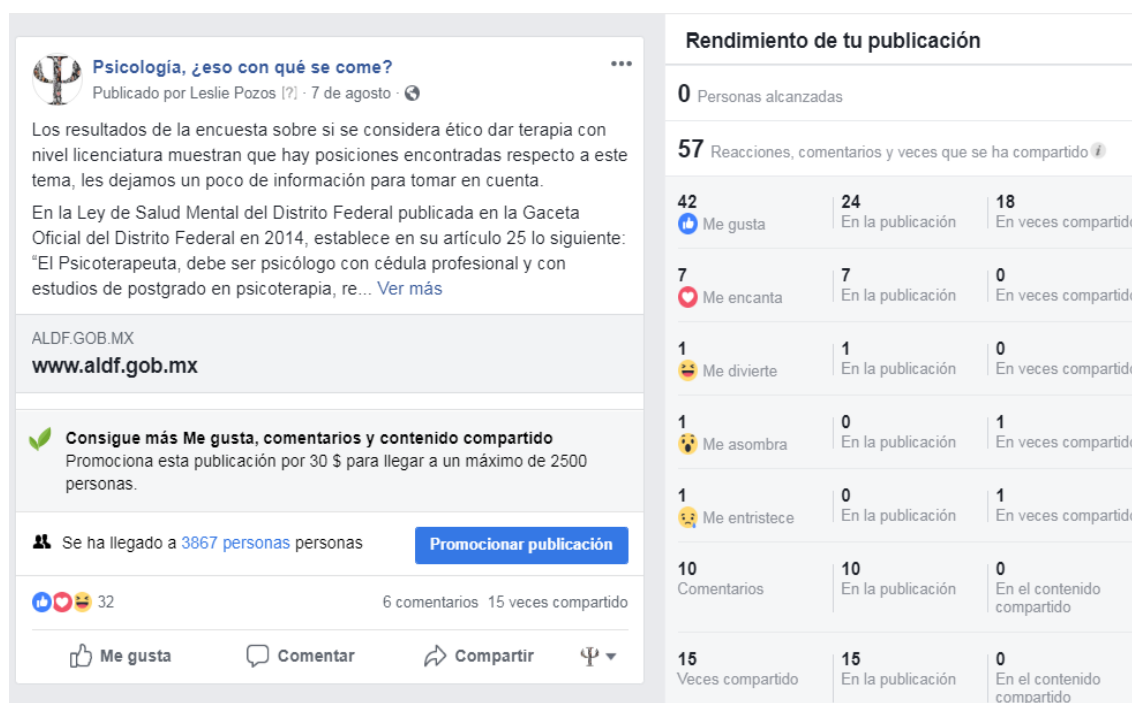 Psicología, ¿eso con qué se come?
Publicado por Leslie Pozos [?] · 7 de agosto ·
Los resultados de la encuesta sobre si se considera ético dar terapia con
nivel licenciatura muestran que hay posiciones encontradas respecto a este
tema, les dejamos un poco de información para tomar en cuenta.
En la Ley de Salud Mental del Distrito Federal publicada en la Gaceta
Oficial del Distrito Federal en 2014, establece en su artículo 25 lo siguiente:
“El Psicoterapeuta, debe ser psicólogo con cédula profesional y con
estudios de postgrado en psicoterapia, re... Ver más
ALDF.GOB.MX
www.aldf.gob.mx
Consigue más Me gusta, comentarios y contenido compartido
Promociona esta publicación por 30 $ para llegar a un máximo de 2500
personas.
Se ha llegado a 3867 personas personas
Promocionar publicación
32
6 comentarios 15 veces compartido
Me gusta Comentar Compartir
Rendimiento de tu publicación
0 Personas alcanzadas
57 Reacciones, comentarios y veces que se ha compartido
42 24 18
Me gusta En la publicación En veces compartido
7 7 0
Me encanta En la publicación En veces compartido
1 1 0
Me divierte En la publicación En veces compartido
1 0 1
Me asombra En la publicación En veces compartido
1 0 1
Me entristece En la publicación En veces compartido
10 10 0
Comentarios En la publicación En el contenido
compartido
15 15 0
Veces compartido En la publicación En el contenido
compartido